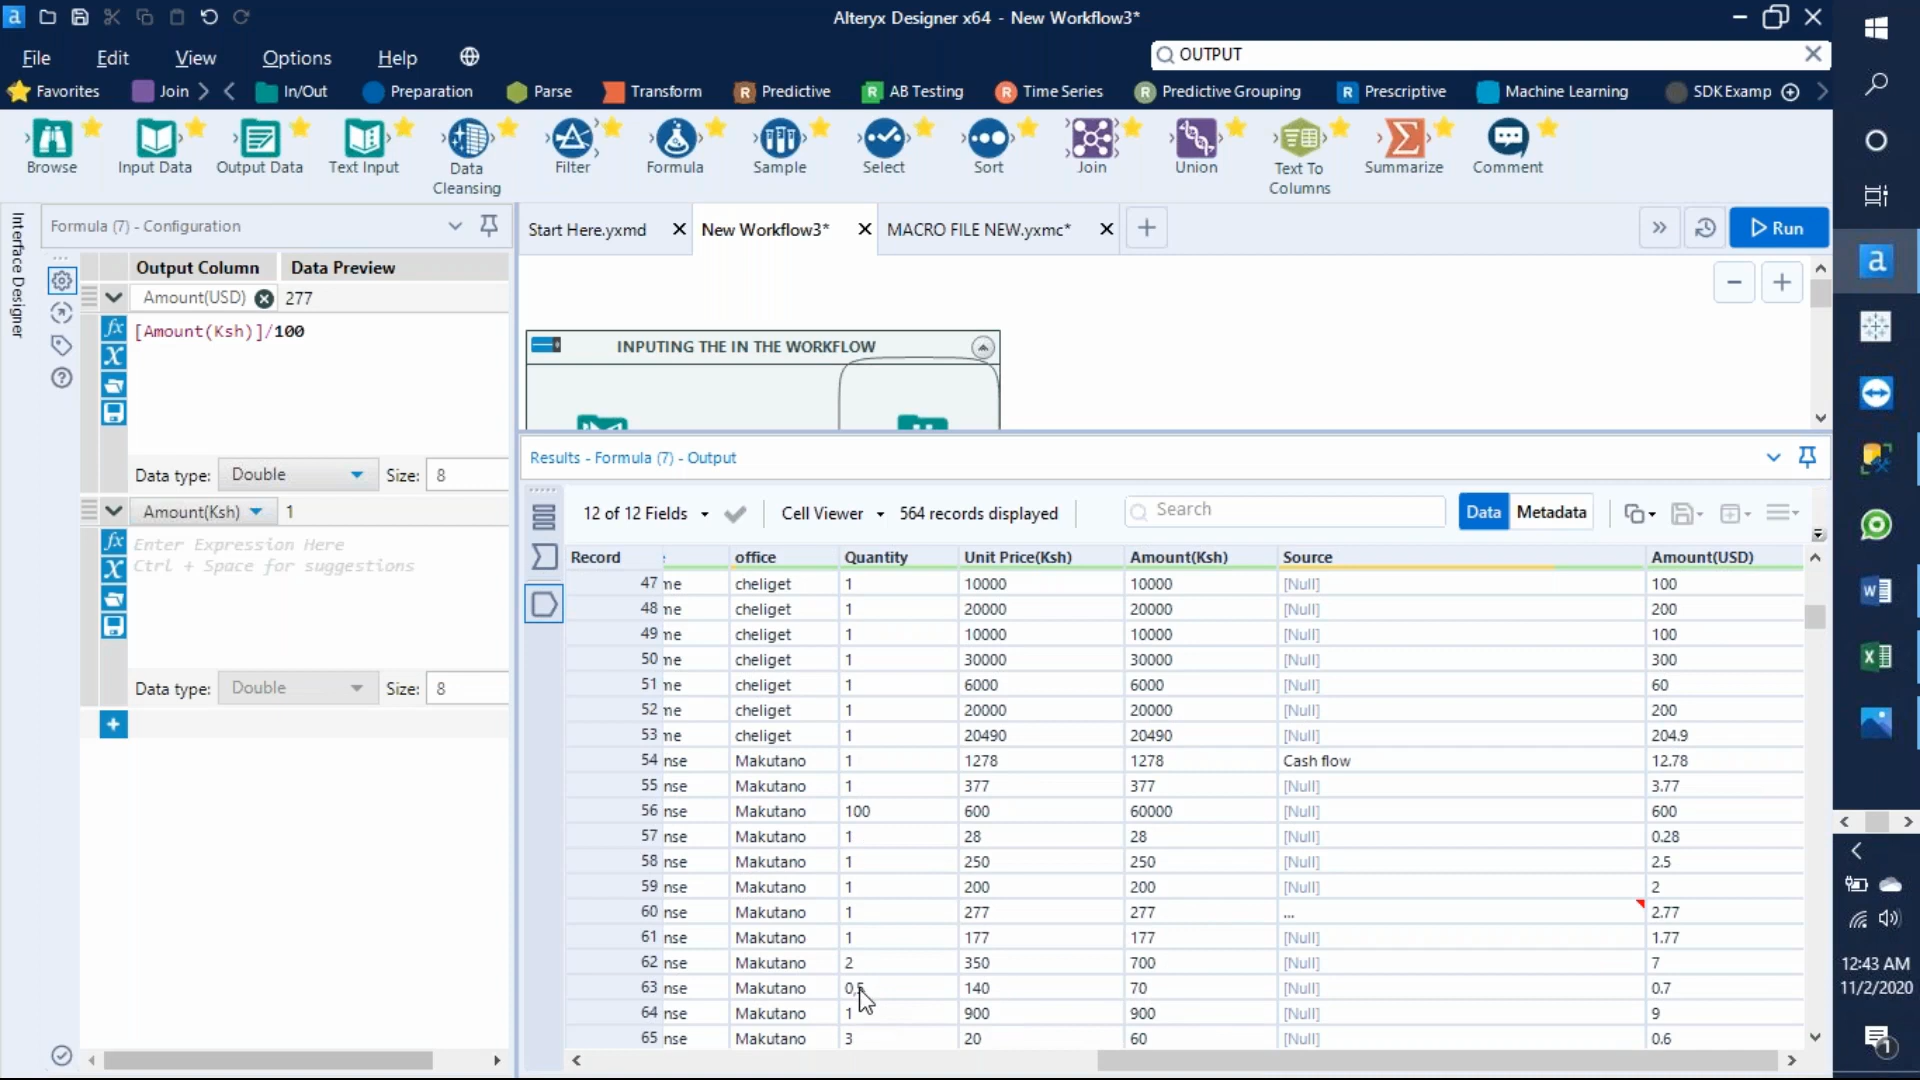 Alteryx Designer x64 - New Workflow3*
File Edit View Options Help
OUTPUT
Favorites Join In/Out Preparation Parse Transform Predictive AB Testing Time Series Predictive Grouping Prescriptive Machine Learning SDK Examp
Browse Input Data Output Data Text Input Data Cleansing Filter Formula Sample Select Sort Join Union Text To Columns Summarize Comment
Interface Designer
Formula (7) - Configuration
Start Here.yxmd New Workflow3* MACRO FILE NEW.yxmc* Run
Output Column Data Preview
Amount(USD) 277
[Amount(Ksh)]/100
Data type: Double Size: 8
Amount(Ksh) 1
Enter Expression Here
Ctrl + Space for suggestions
Data type: Double Size: 8
INPUTING THE IN THE WORKFLOW
Results - Formula (7) - Output
12 of 12 Fields Cell Viewer 564 records displayed Search Data Metadata
Record office Quantity Unit Price(Ksh) Amount(Ksh) Source Amount(USD)
47 me cheliget 1 10000 10000 [Null] 100
48 me cheliget 1 20000 20000 [Null] 200
49 me cheliget 1 10000 10000 [Null] 100
50 me cheliget 1 30000 30000 [Null] 300
51 me cheliget 1 6000 6000 [Null] 60
52 me cheliget 1 20000 20000 [Null] 200
53 me cheliget 1 20490 20490 [Null] 204.9
54 nse Makutano 1 1278 1278 Cash flow 12.78
55 nse Makutano 1 377 377 [Null] 3.77
56 nse Makutano 100 600 60000 [Null] 600
57 nse Makutano 1 28 28 [Null] 0.28
58 nse Makutano 1 250 250 [Null] 2.5
59 nse Makutano 1 200 200 [Null] 2
60 nse Makutano 1 277 277 ... 2.77
61 nse Makutano 1 177 177 [Null] 1.77
62 nse Makutano 2 350 700 [Null] 7
63 nse Makutano 0,5 140 70 [Null] 0.7
64 nse Makutano 1 900 900 [Null] 9
65 nse Makutano 3 20 60 [Null] 0.6
12:43 AM
11/2/2020
1